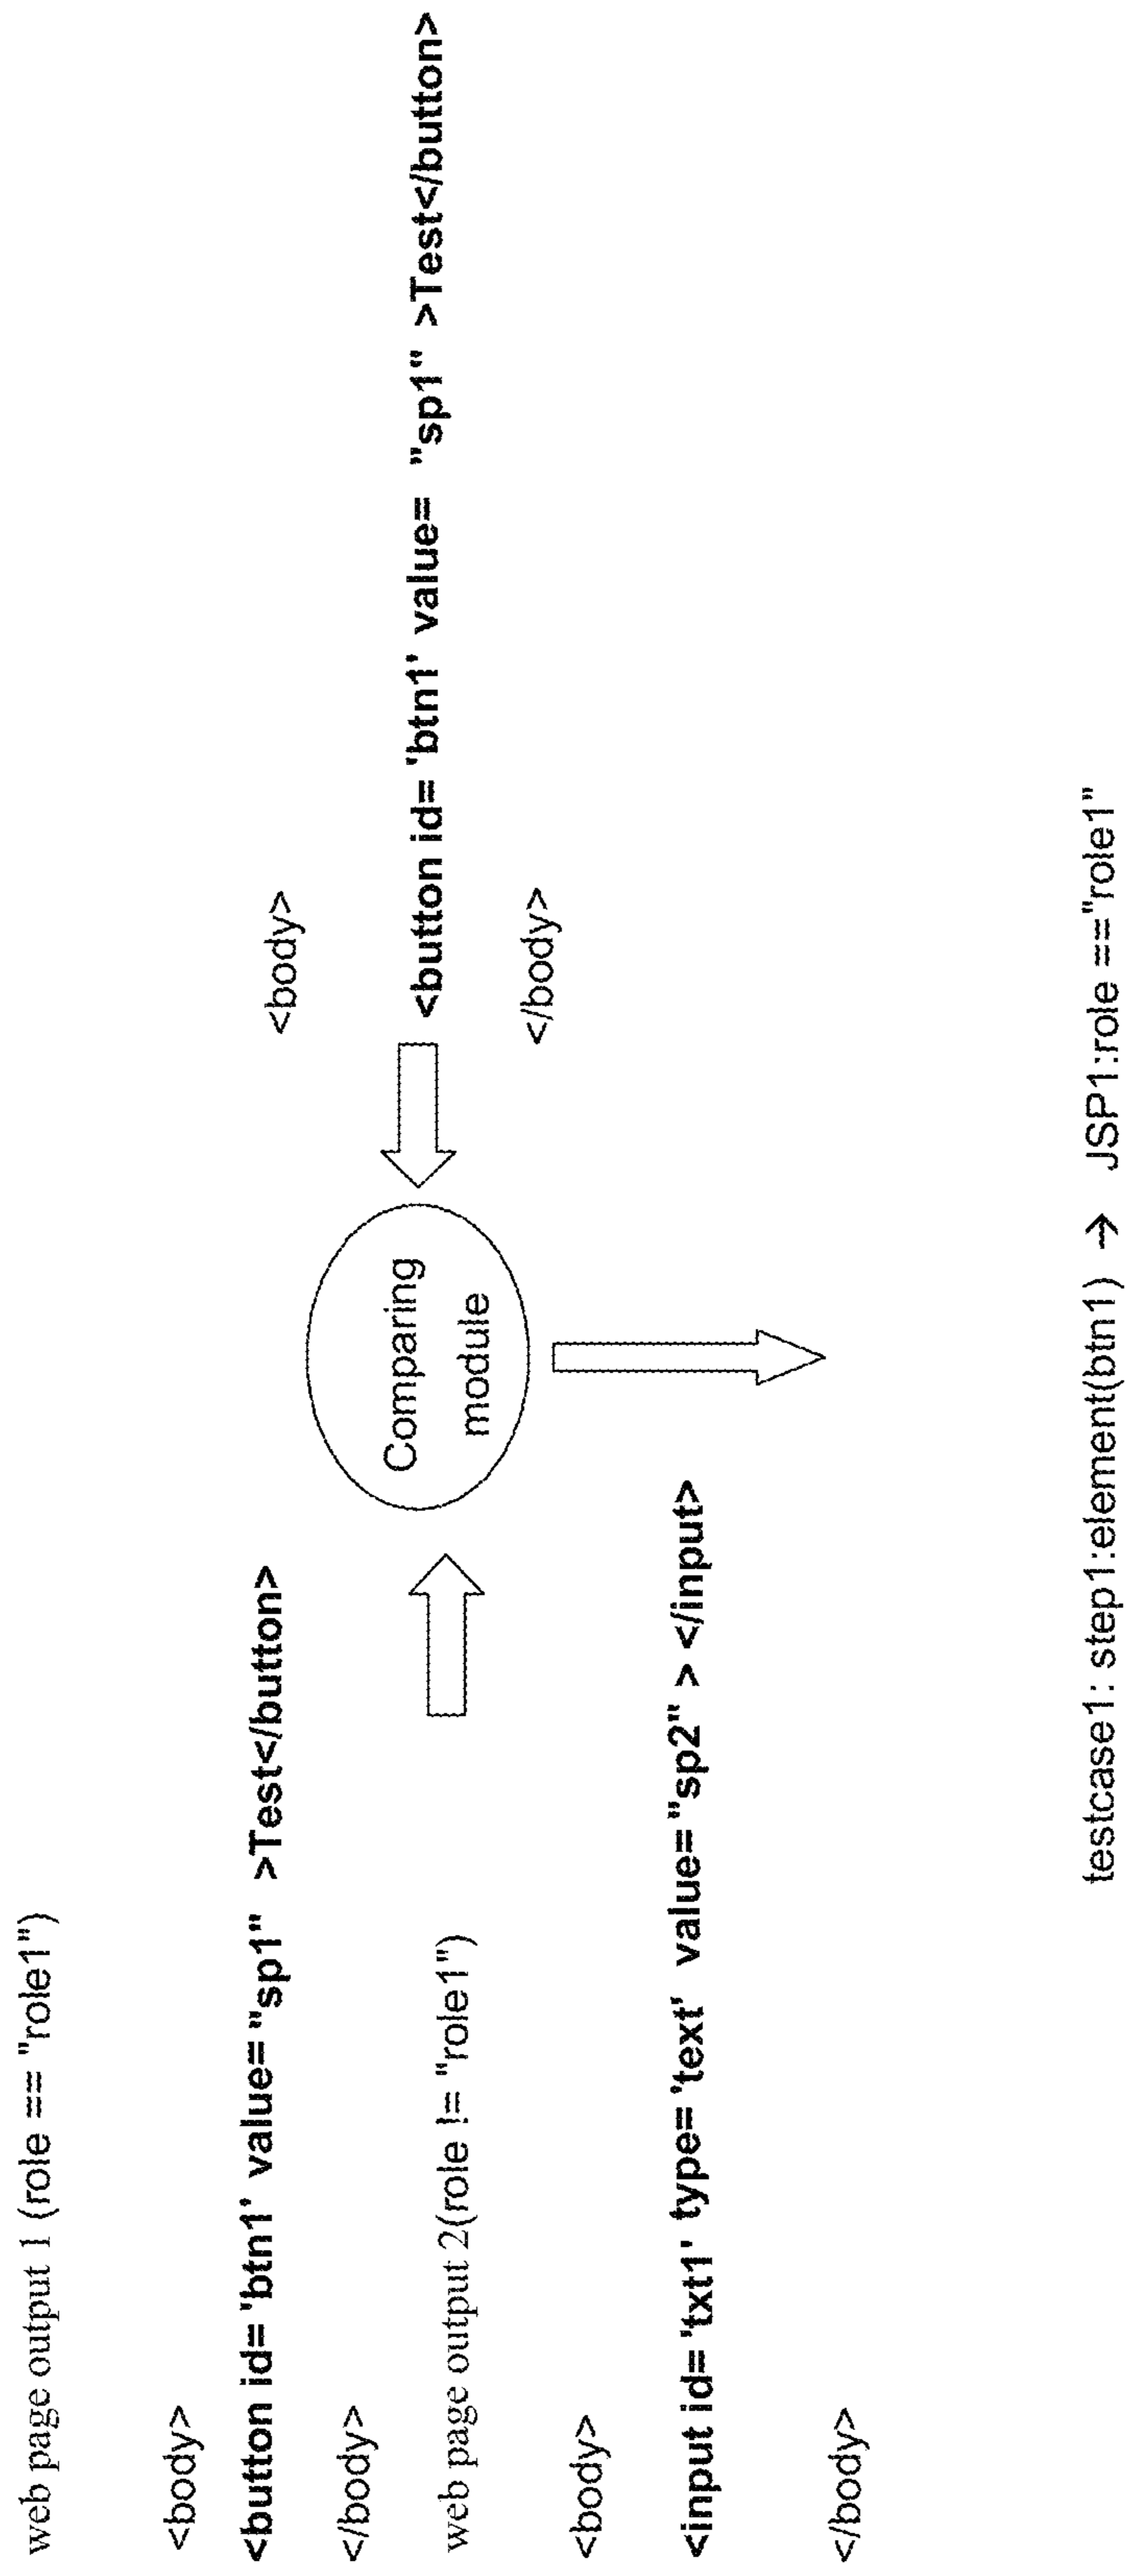 web page output 1 (role == "role1")
<body>
<button id= 'btn1' value= "sp1" >Test</button>
</body>
web page output 2(role != "role1")
<body>
<input id= 'txt1' type= 'text' value= "sp2" > </input>
</body>
Comparing
module
<body>
<button id= 'btn1' value= "sp1" >Test</button>
</body>
testcase1: step1:element(btn1) → JSP1:role =="role1"